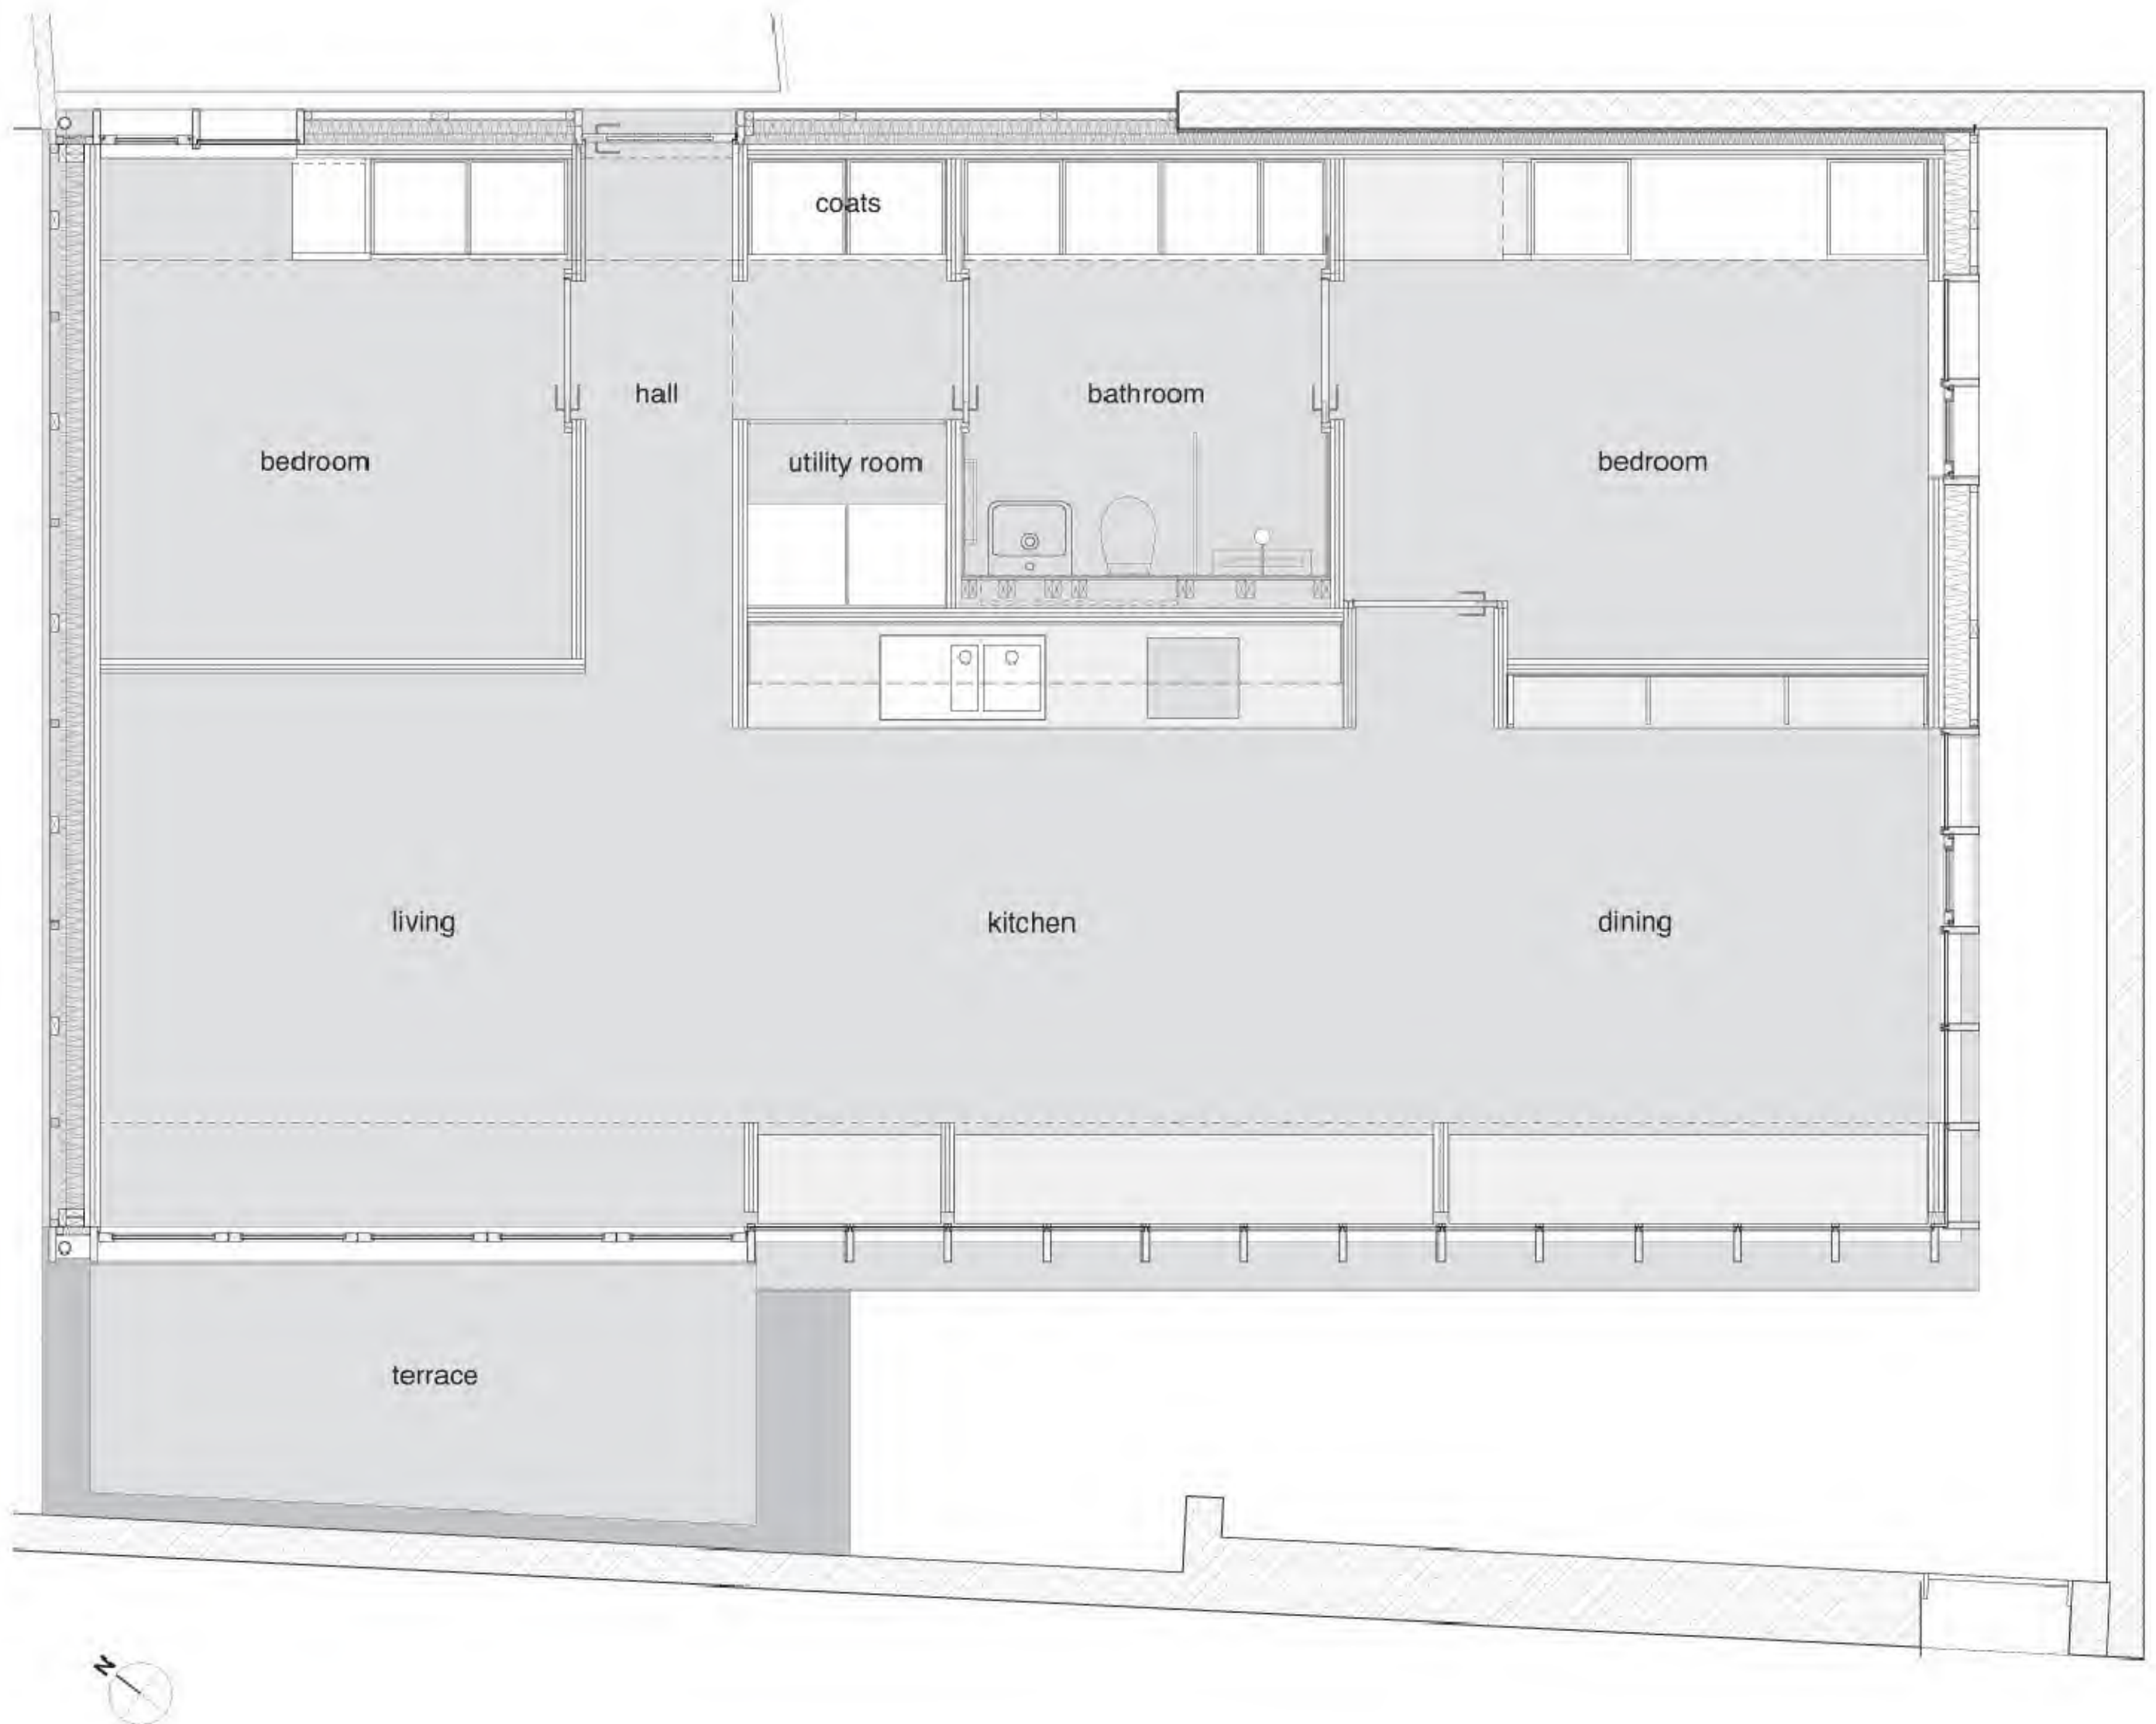 coats
hall
bathroom
bedroom
utility room
bedroom
living
kitchen
dining
terrace
N